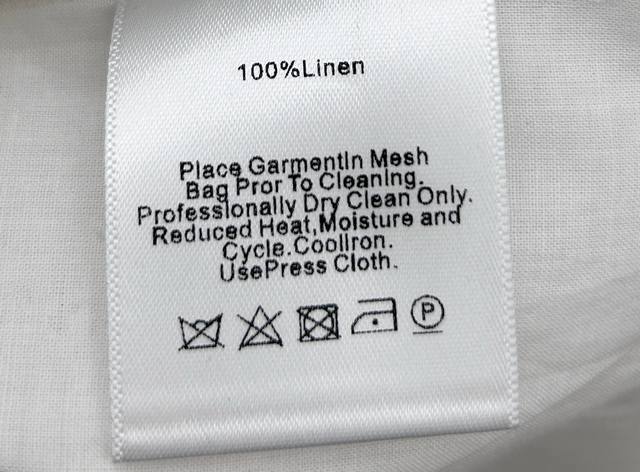 100%Linen
Place GarmentIn Mesh
Bag Pror To Cleaning.
Professionally Dry Clean Only.
Reduced Heat,Moisture and
Cycle.CoolIron.
UsePress Cloth.
P